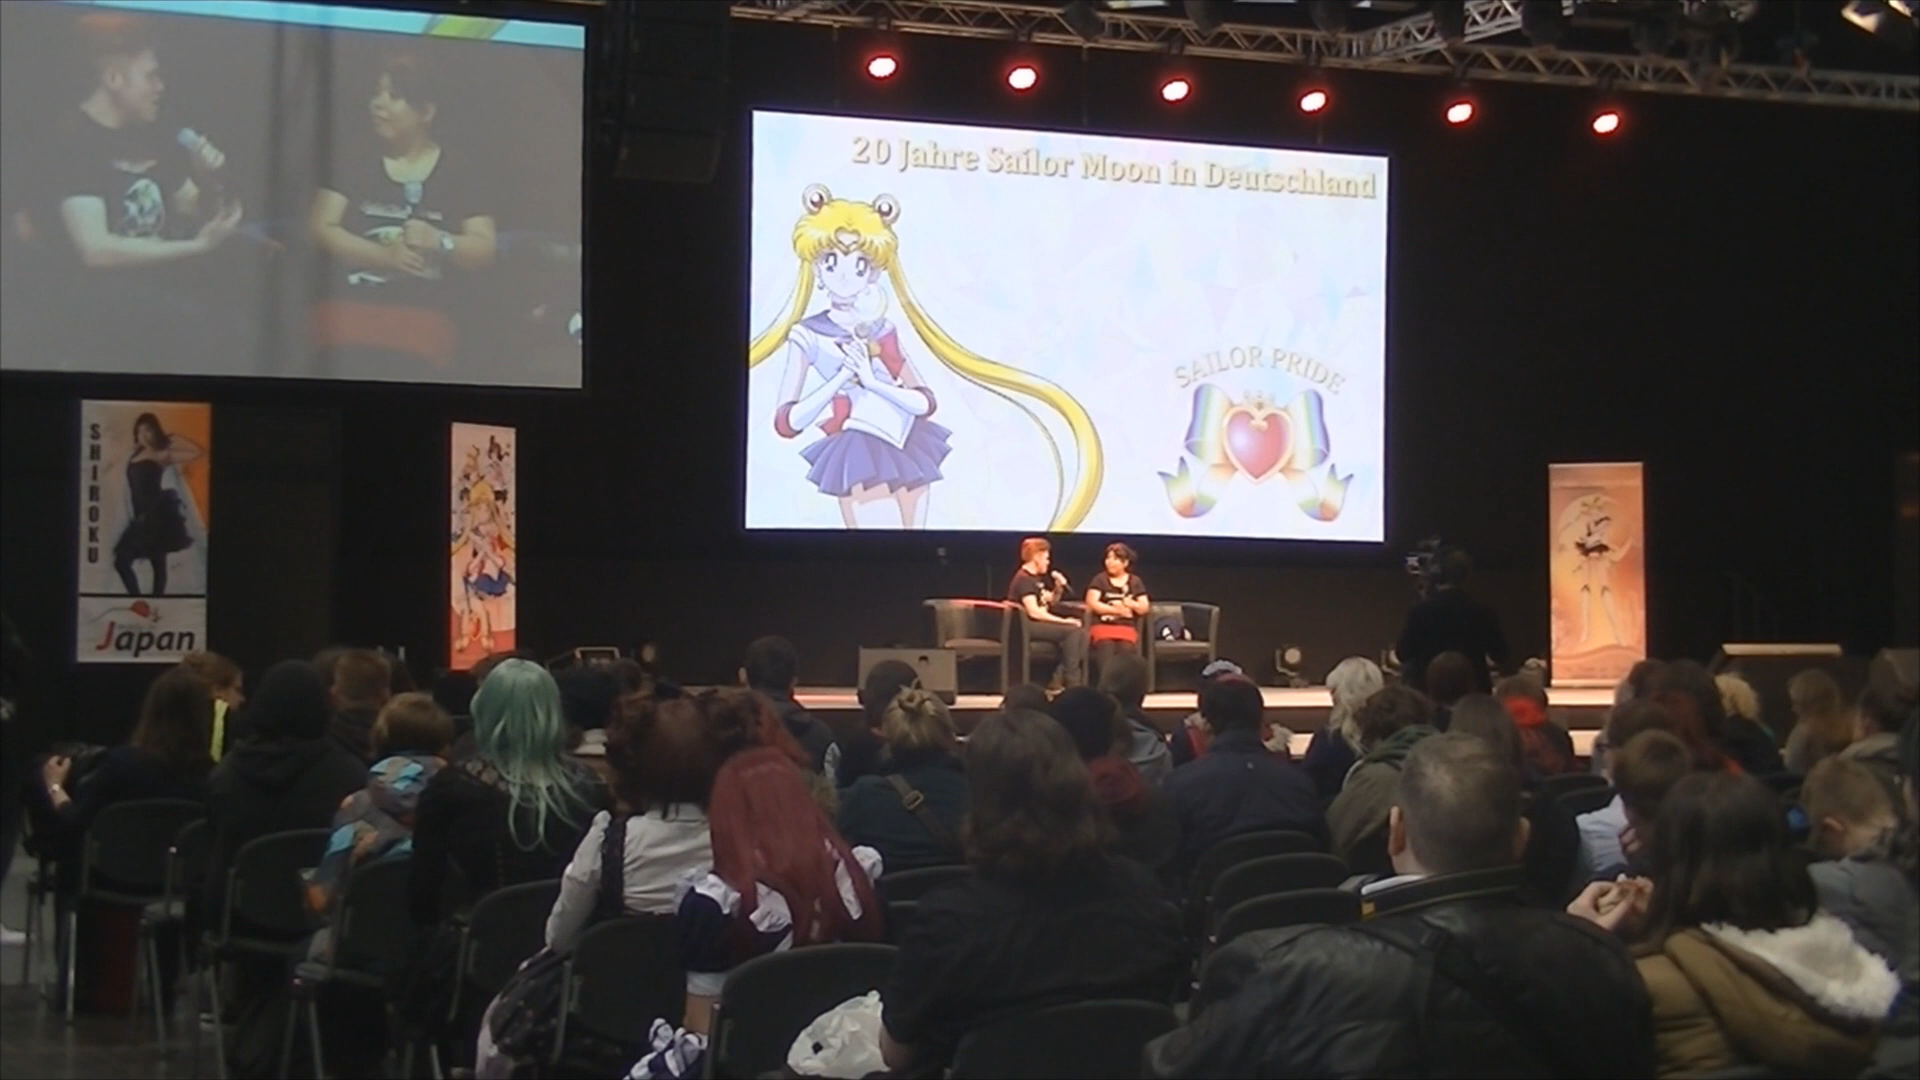 20 Jahre Sailor Moon in Deutschland
SAILOR PRIDE
SHIROKU
Japan